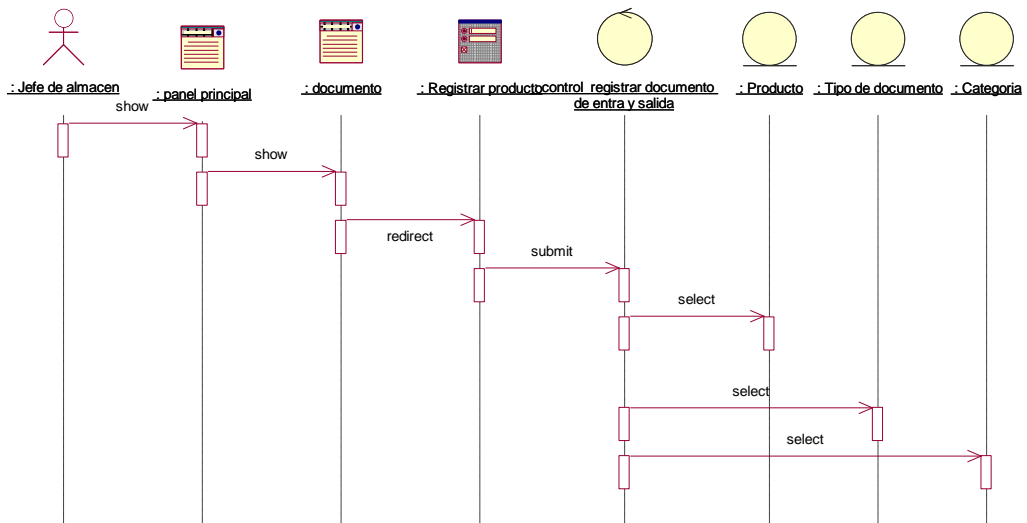 : Jefe de almacen
: panel principal
: documento
: Registrar producto
control registrar documento
de entra y salida
: Producto
: Tipo de documento
: Categoria
show
show
redirect
submit
select
select
select